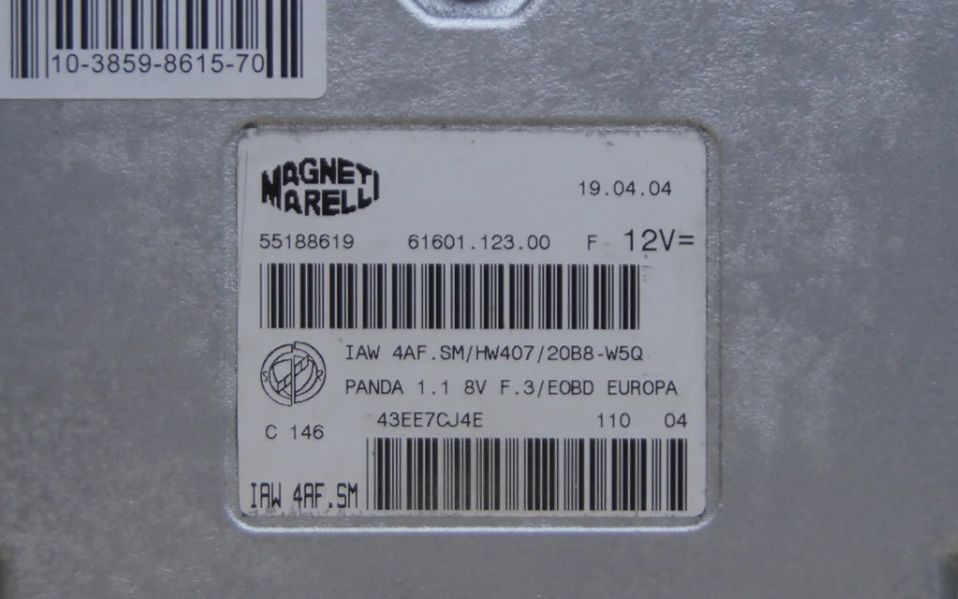 10-3859-8615-70
MAGNETI
MARELLI
19.04.04
55188619 61601.123.00 F 12V=
IAW 4AF.SM/HW407/20B8-W5Q
PANDA 1.1 8V F.3/EOBD EUROPA
43EE7CJ4E 110 04
C 146
IAW 4AF.SM